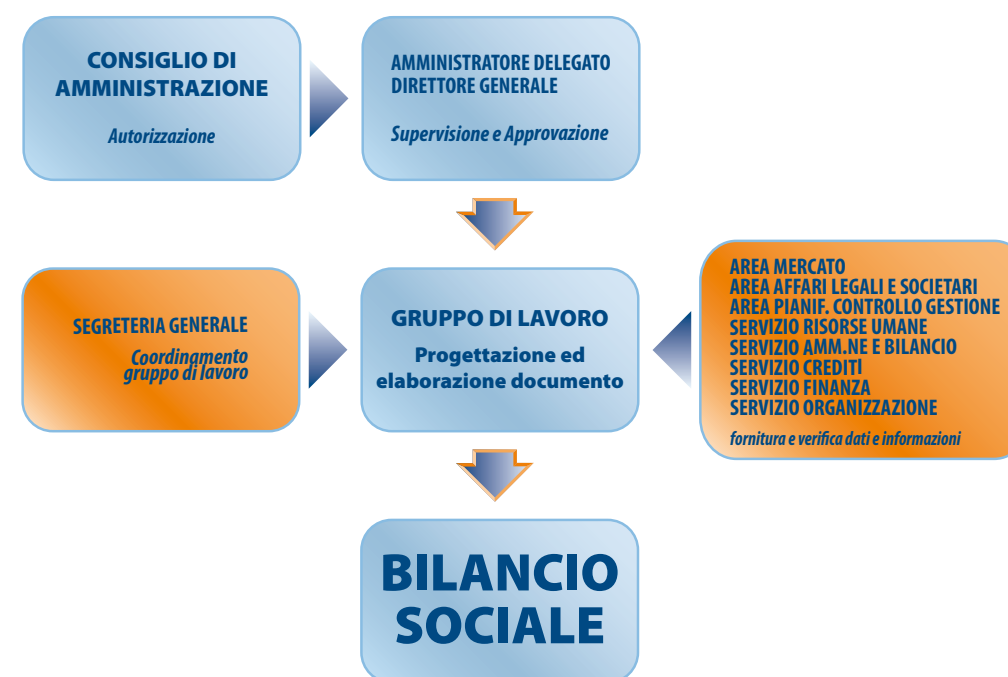 CONSIGLIO DI
AMMINISTRAZIONE
Autorizzazione
AMMINISTRATORE DELEGATO
DIRETTORE GENERALE
Supervisione e Approvazione
SEGRETERIA GENERALE
Coordinamento
gruppo di lavoro
GRUPPO DI LAVORO
Progettazione ed
elaborazione documento
AREA MERCATO
AREA AFFARI LEGALI E SOCIETARI
AREA PIANIF. CONTROLLO GESTIONE
SERVIZIO RISORSE UMANE
SERVIZIO AMM.NE E BILANCIO
SERVIZIO CREDITI
SERVIZIO FINANZA
SERVIZIO ORGANIZZAZIONE
fornitura e verifica dati e informazioni
BILANCIO
SOCIALE